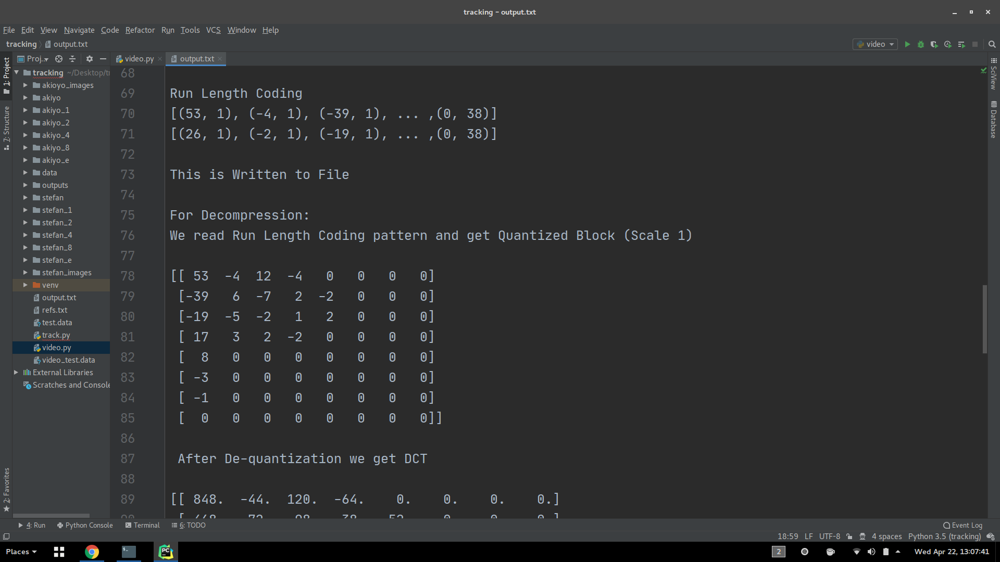 tracking – output.txt
File Edit View Navigate Code Refactor Run Tools VCS Window Help
tracking output.txt
video
Proj..
video.py
output.txt
1: Project
7: Structure
2: Favorites
SciView
Database
tracking ~/Desktop/tr
akioyo_images
akiyo
akiyo_1
akiyo_2
akiyo_4
akiyo_8
akiyo_e
data
outputs
stefan
stefan_1
stefan_2
stefan_4
stefan_8
stefan_e
stefan_images
venv
output.txt
refs.txt
test.data
track.py
video.py
video_test.data
External Libraries
Scratches and Console
68
69 Run Length Coding
70 [(53, 1), (-4, 1), (-39, 1), ... ,(0, 38)]
71 [(26, 1), (-2, 1), (-19, 1), ... ,(0, 38)]
72
73 This is Written to File
74
75 For Decompression:
76 We read Run Length Coding pattern and get Quantized Block (Scale 1)
77
78 [[ 53 -4 12 -4 0 0 0 0]
79 [-39 6 -7 2 -2 0 0 0]
80 [-19 -5 -2 1 2 0 0 0]
81 [ 17 3 2 -2 0 0 0 0]
82 [ 8 0 0 0 0 0 0 0]
83 [ -3 0 0 0 0 0 0 0]
84 [ -1 0 0 0 0 0 0 0]
85 [ 0 0 0 0 0 0 0 0]]
86
87 After De-quantization we get DCT
88
89 [[ 848. -44. 120. -64. 0. 0. 0. 0.]
4: Run Python Console Terminal 6: TODO
Event Log
18:59 LF UTF-8 4 spaces Python 3.5 (tracking)
Places
PC
2
Wed Apr 22, 13:07:41